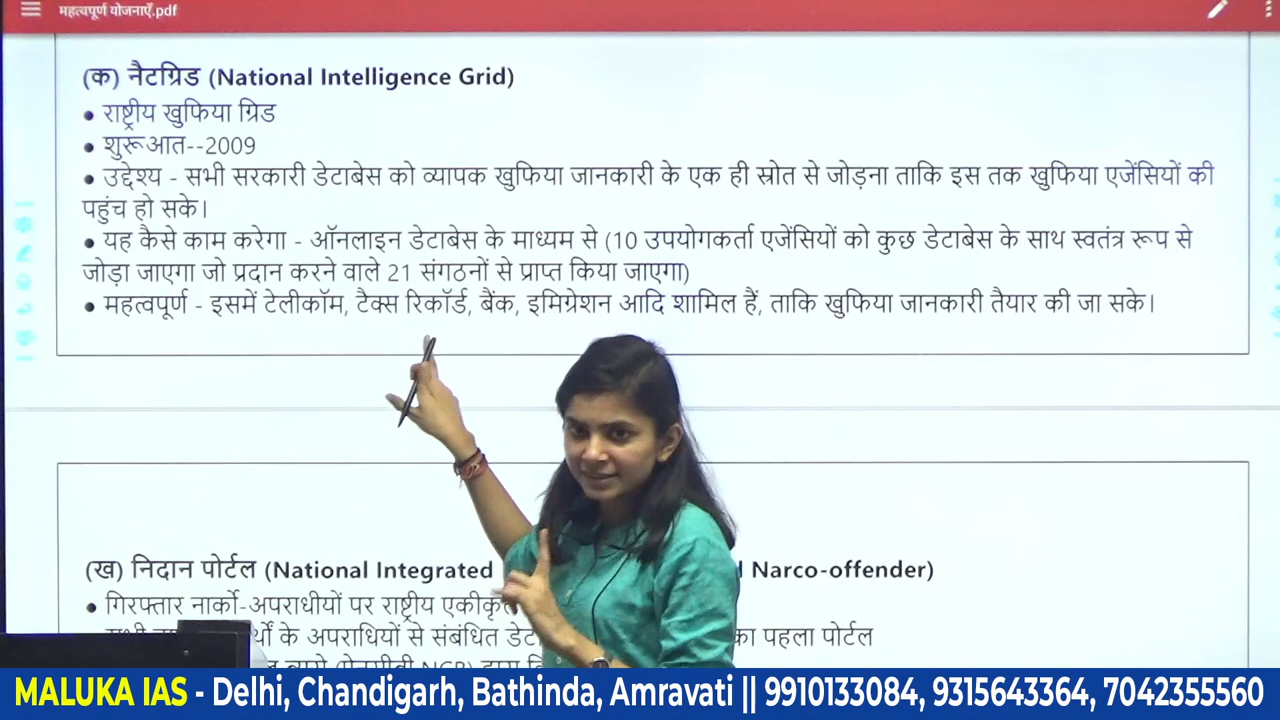 महत्वपूर्ण योजनाएँ.pdf
(क) नैटग्रिड (National Intelligence Grid)
• राष्ट्रीय खुफिया ग्रिड
• शुरूआत--2009
• उद्देश्य - सभी सरकारी डेटाबेस को व्यापक खुफिया जानकारी के एक ही स्रोत से जोड़ना ताकि इस तक खुफिया एजेंसियों की
पहुंच हो सके।
• यह कैसे काम करेगा - ऑनलाइन डेटाबेस के माध्यम से (10 उपयोगकर्ता एजेंसियों को कुछ डेटाबेस के साथ स्वतंत्र रूप से
जोड़ा जाएगा जो प्रदान करने वाले 21 संगठनों से प्राप्त किया जाएगा)
• महत्वपूर्ण - इसमें टेलीकॉम, टैक्स रिकॉर्ड, बैंक, इमिग्रेशन आदि शामिल हैं, ताकि खुफिया जानकारी तैयार की जा सके।
(ख) निदान पोर्टल (National Integrated Narco-offender)
• गिरफ्तार नार्को-अपराधीयों पर राष्ट्रीय
के अपराधियों से संबंधित का पहला पोर्टल
MALUKA IAS - Delhi, Chandigarh, Bathinda, Amravati || 9910133084, 9315643364, 7042355560